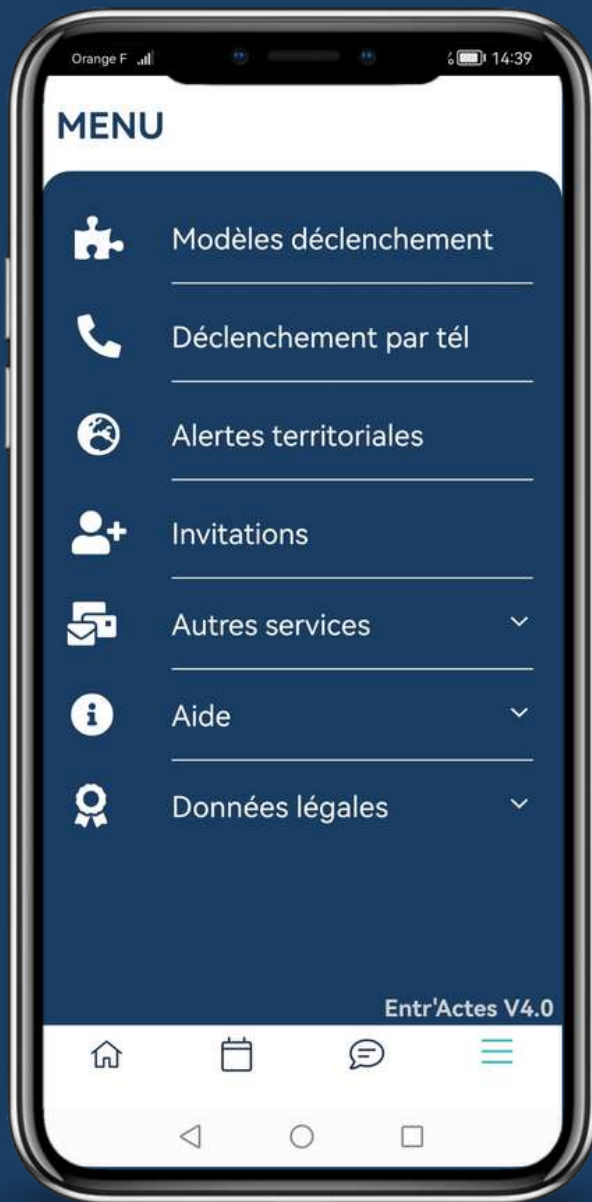 Orange F 14:39
MENU
Modèles déclenchement
Déclenchement par tél
Alertes territoriales
Invitations
Autres services
Aide
Données légales
Entr'Actes V4.0